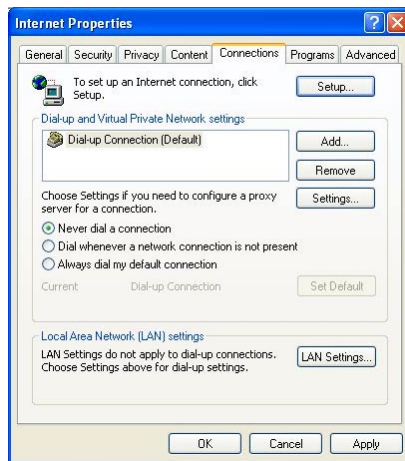 Internet Properties
General Security Privacy Content Connections Programs Advanced
To set up an Internet connection, click
Setup.
Setup...
Dial-up and Virtual Private Network settings
Dial-up Connection (Default)
Add...
Remove
Choose Settings if you need to configure a proxy
server for a connection.
Settings...
Never dial a connection
Dial whenever a network connection is not present
Always dial my default connection
Current Dial-up Connection Set Default
Local Area Network (LAN) settings
LAN Settings do not apply to dial-up connections.
Choose Settings above for dial-up settings.
LAN Settings...
OK Cancel Apply